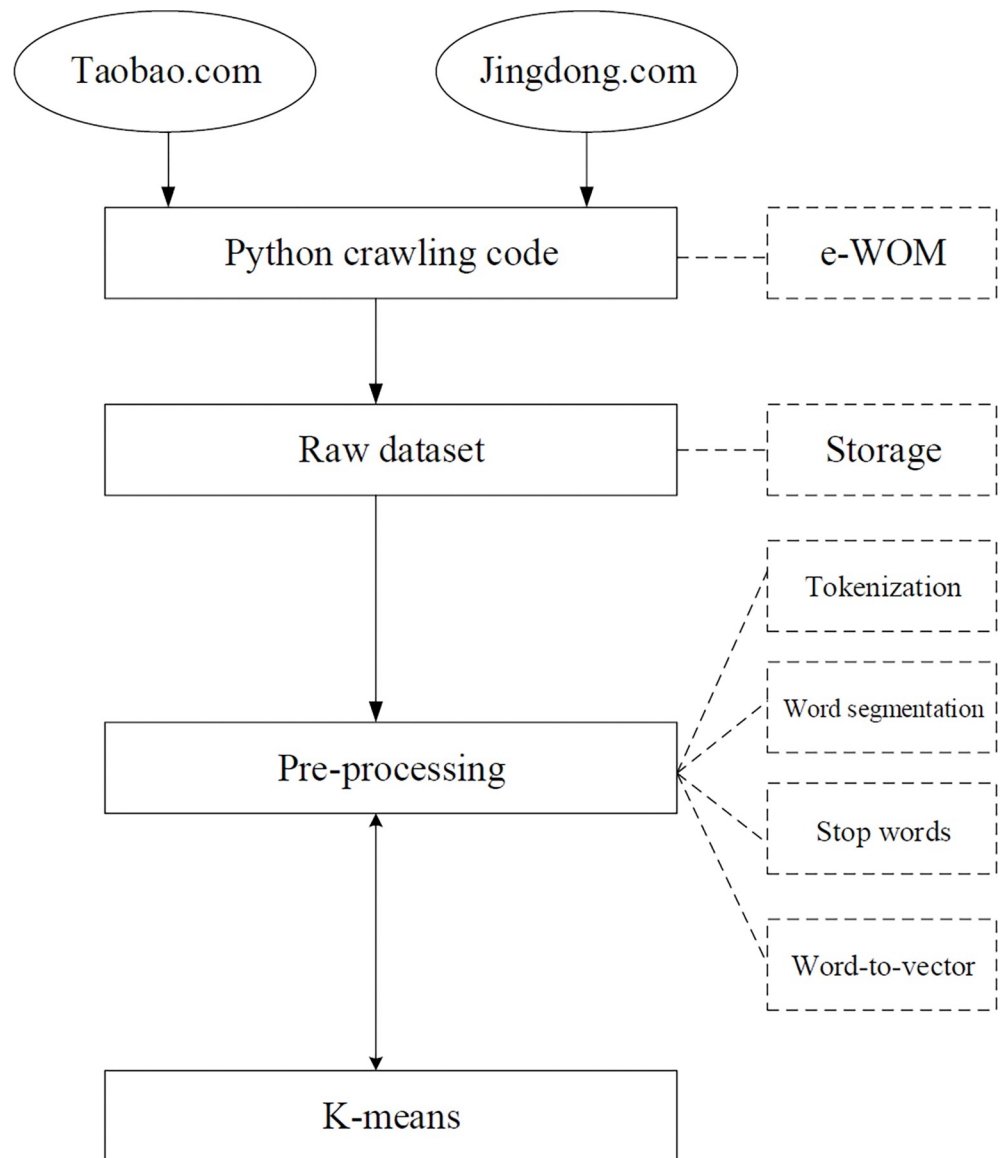 Taobao.com
Jingdong.com
Python crawling code
e-WOM
Raw dataset
Storage
Tokenization
Word segmentation
Pre-processing
Stop words
Word-to-vector
K-means